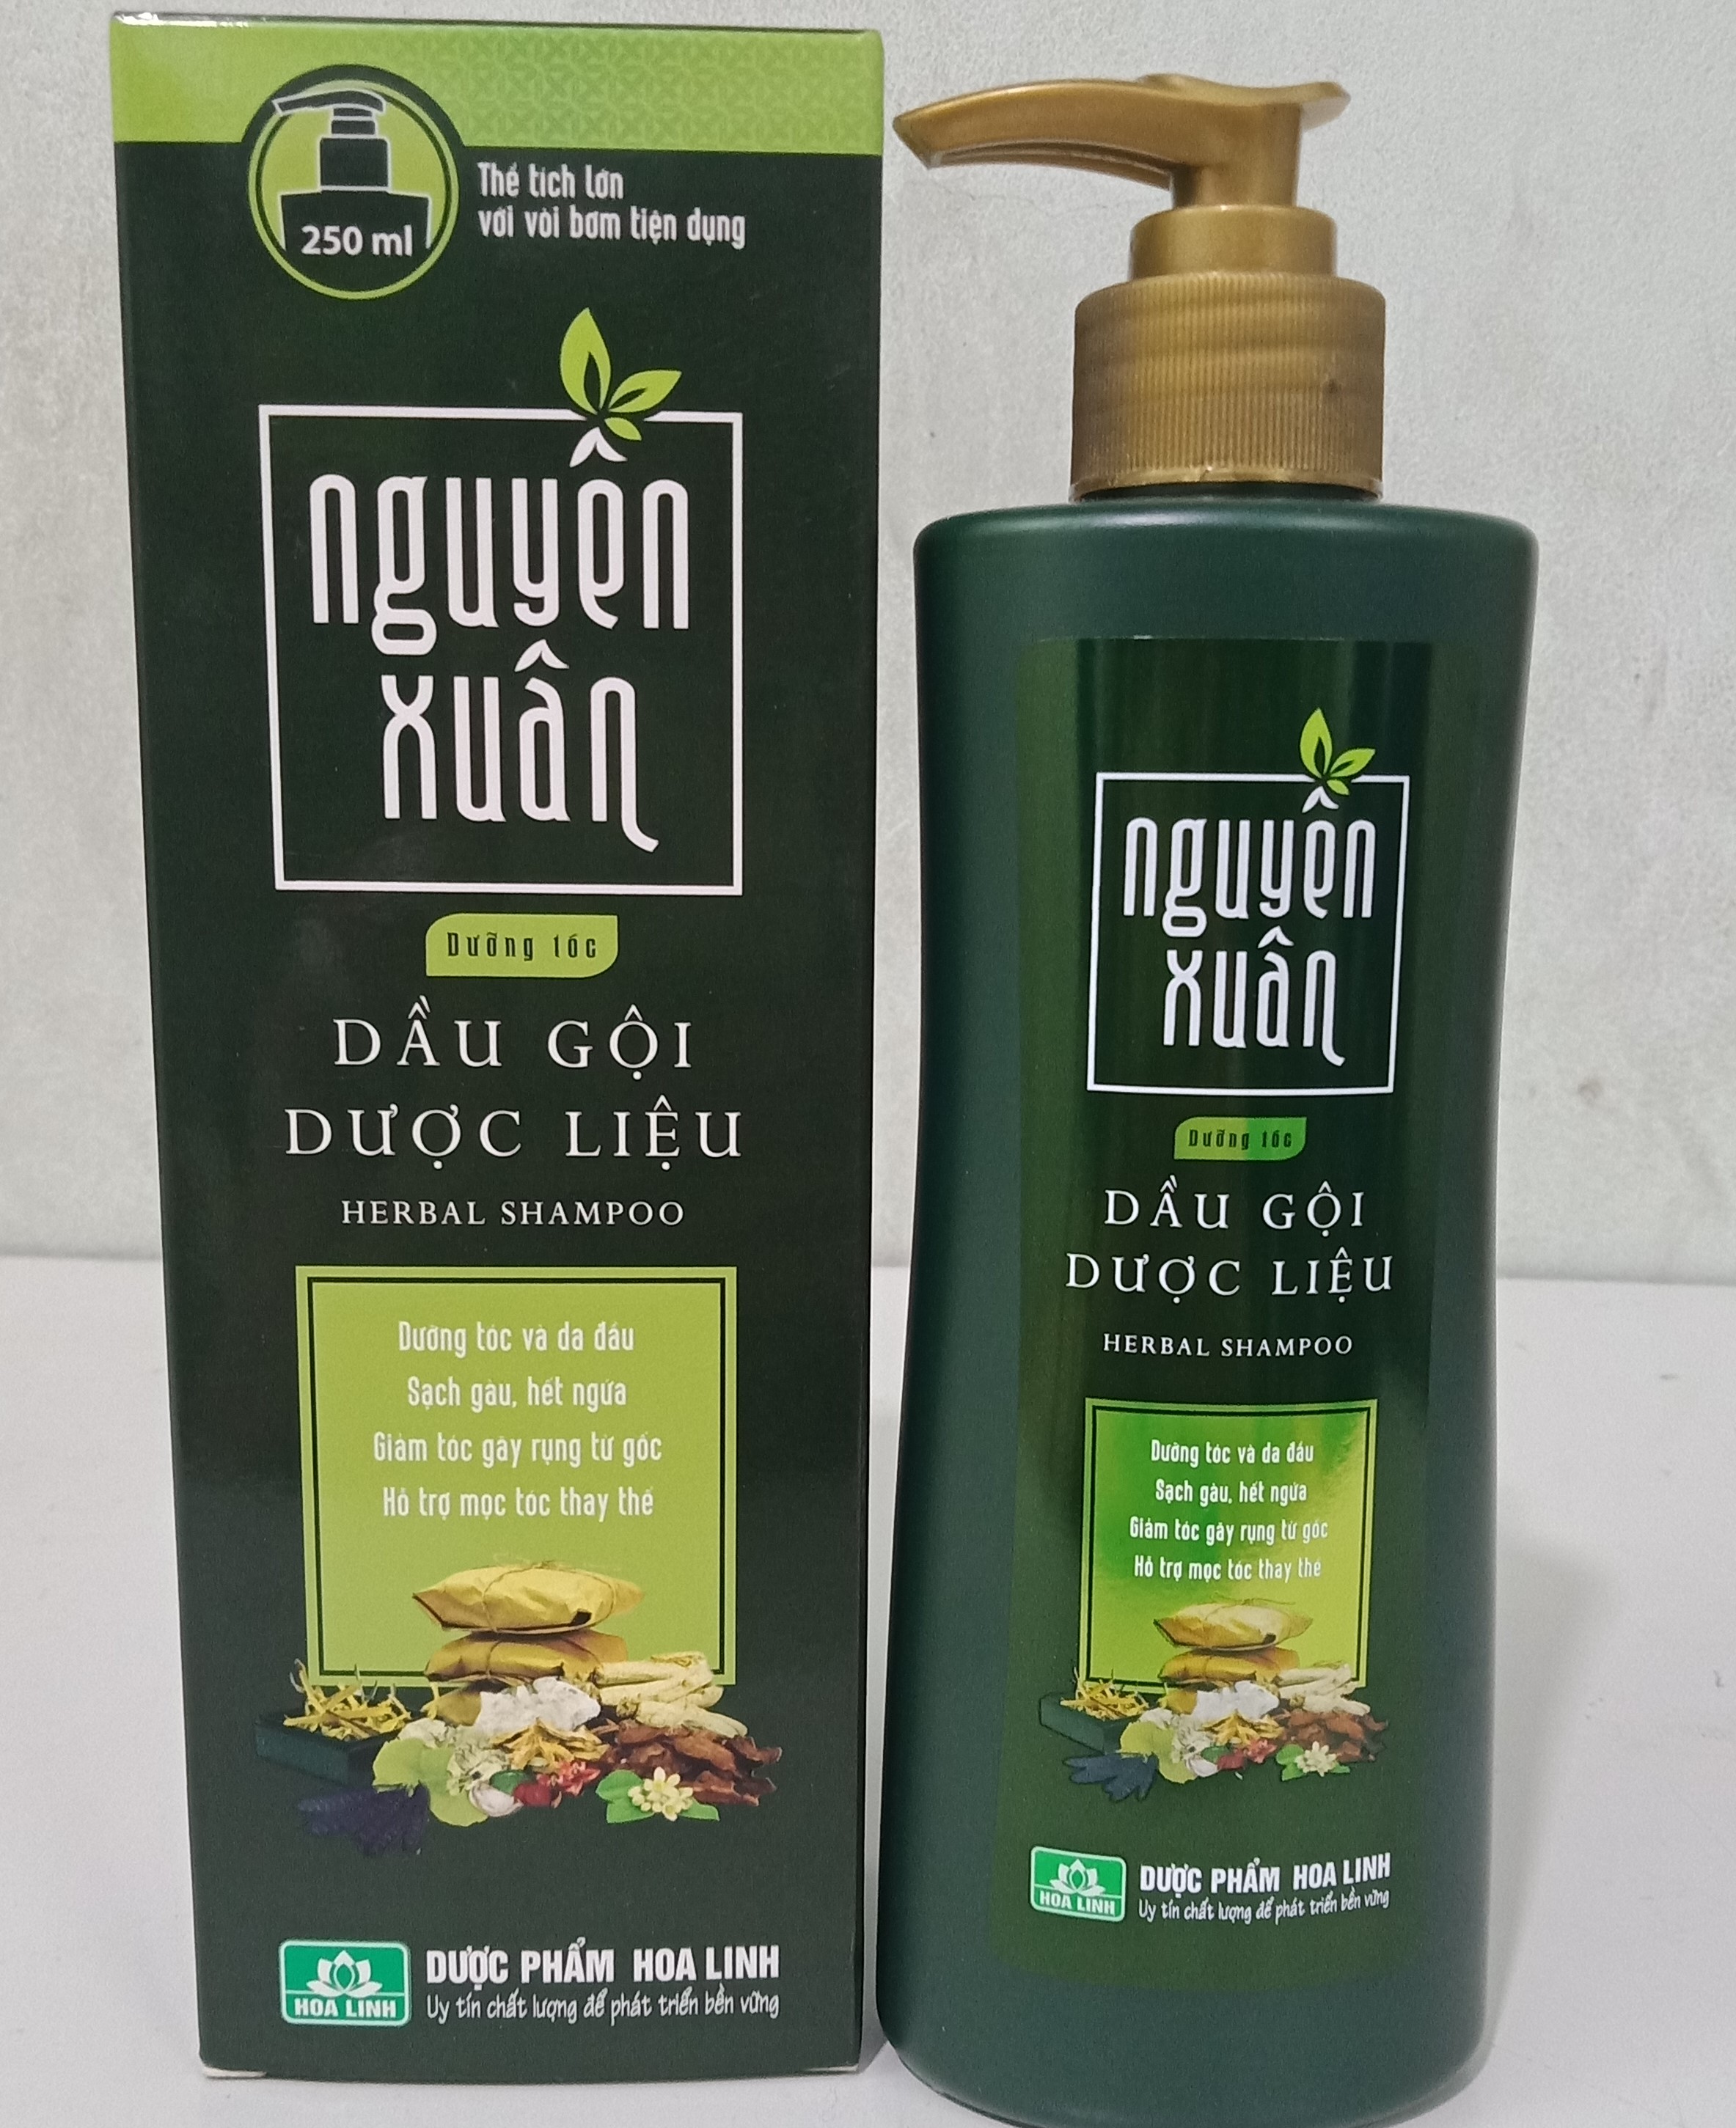 Thể tích lớn
với vòi bơm tiện dụng
250 ml
nguyên
xuân
Dưỡng tóc
DẦU GỘI
DƯỢC LIỆU
HERBAL SHAMPOO
Dưỡng tóc và da đầu
Sạch gàu, hết ngứa
Giảm tóc gãy rụng từ gốc
Hỗ trợ mọc tóc thay thế
HOA LINH
DƯỢC PHẨM HOA LINH
Uy tín chất lượng để phát triển bền vững
nguyên
xuân
Dưỡng tóc
DẦU GỘI
DƯỢC LIỆU
HERBAL SHAMPOO
Dưỡng tóc và da đầu
Sạch gàu, hết ngứa
Giảm tóc gãy rụng từ gốc
Hỗ trợ mọc tóc thay thế
HOA LINH
DƯỢC PHẨM HOA LINH
Uy tín chất lượng để phát triển bền vững